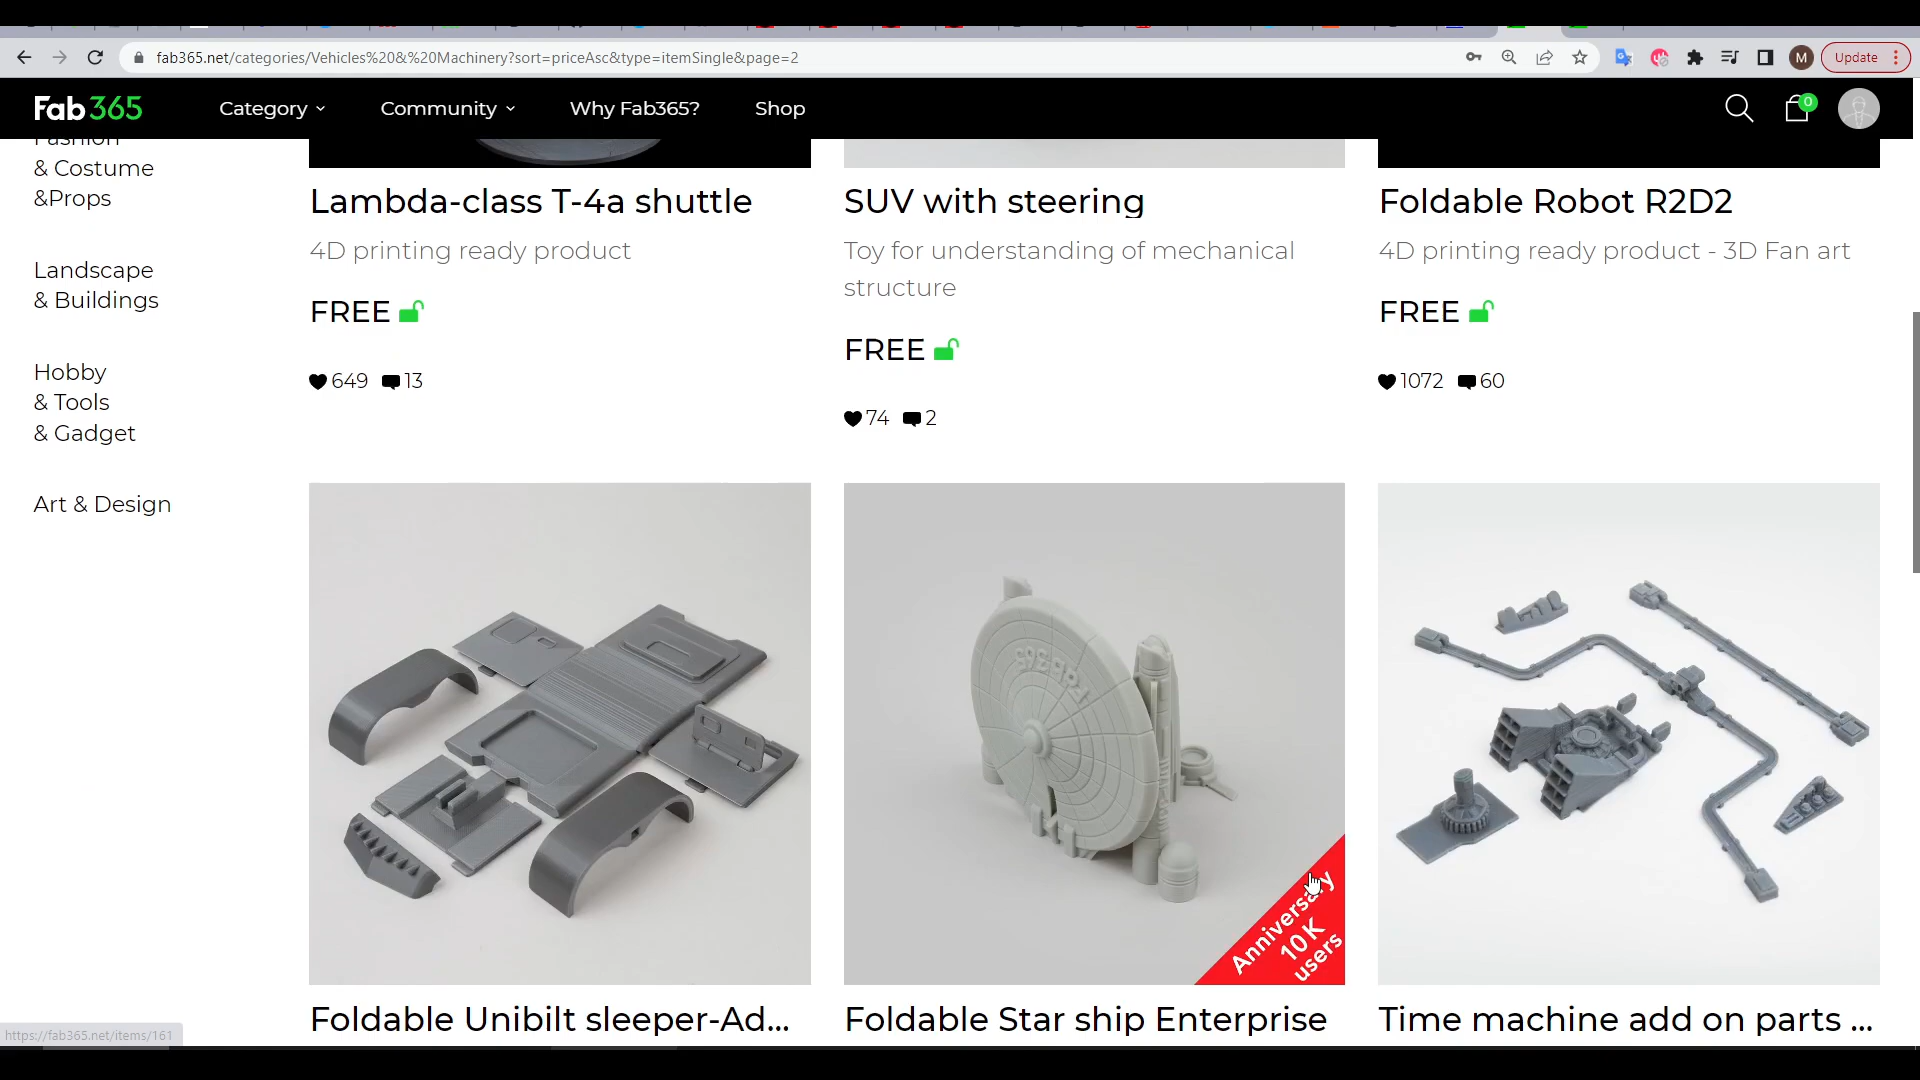 fab365.net/categories/Vehicles%20&%20Machinery?sort=priceAsc&type=itemSingle&page=2
M
Update
Fab365
Category
Community
Why Fab365?
Shop
0
Fashion
& Costume
&Props
Landscape
& Buildings
Hobby
& Tools
& Gadget
Art & Design
Lambda-class T-4a shuttle
4D printing ready product
FREE
649 13
SUV with steering
Toy for understanding of mechanical
structure
FREE
74 2
Foldable Robot R2D2
4D printing ready product - 3D Fan art
FREE
1072 60
Foldable Unibilt sleeper-Ad...
FAB365
Anniversary
10K
users
Foldable Star ship Enterprise
Time machine add on parts ...
https://fab365.net/items/161